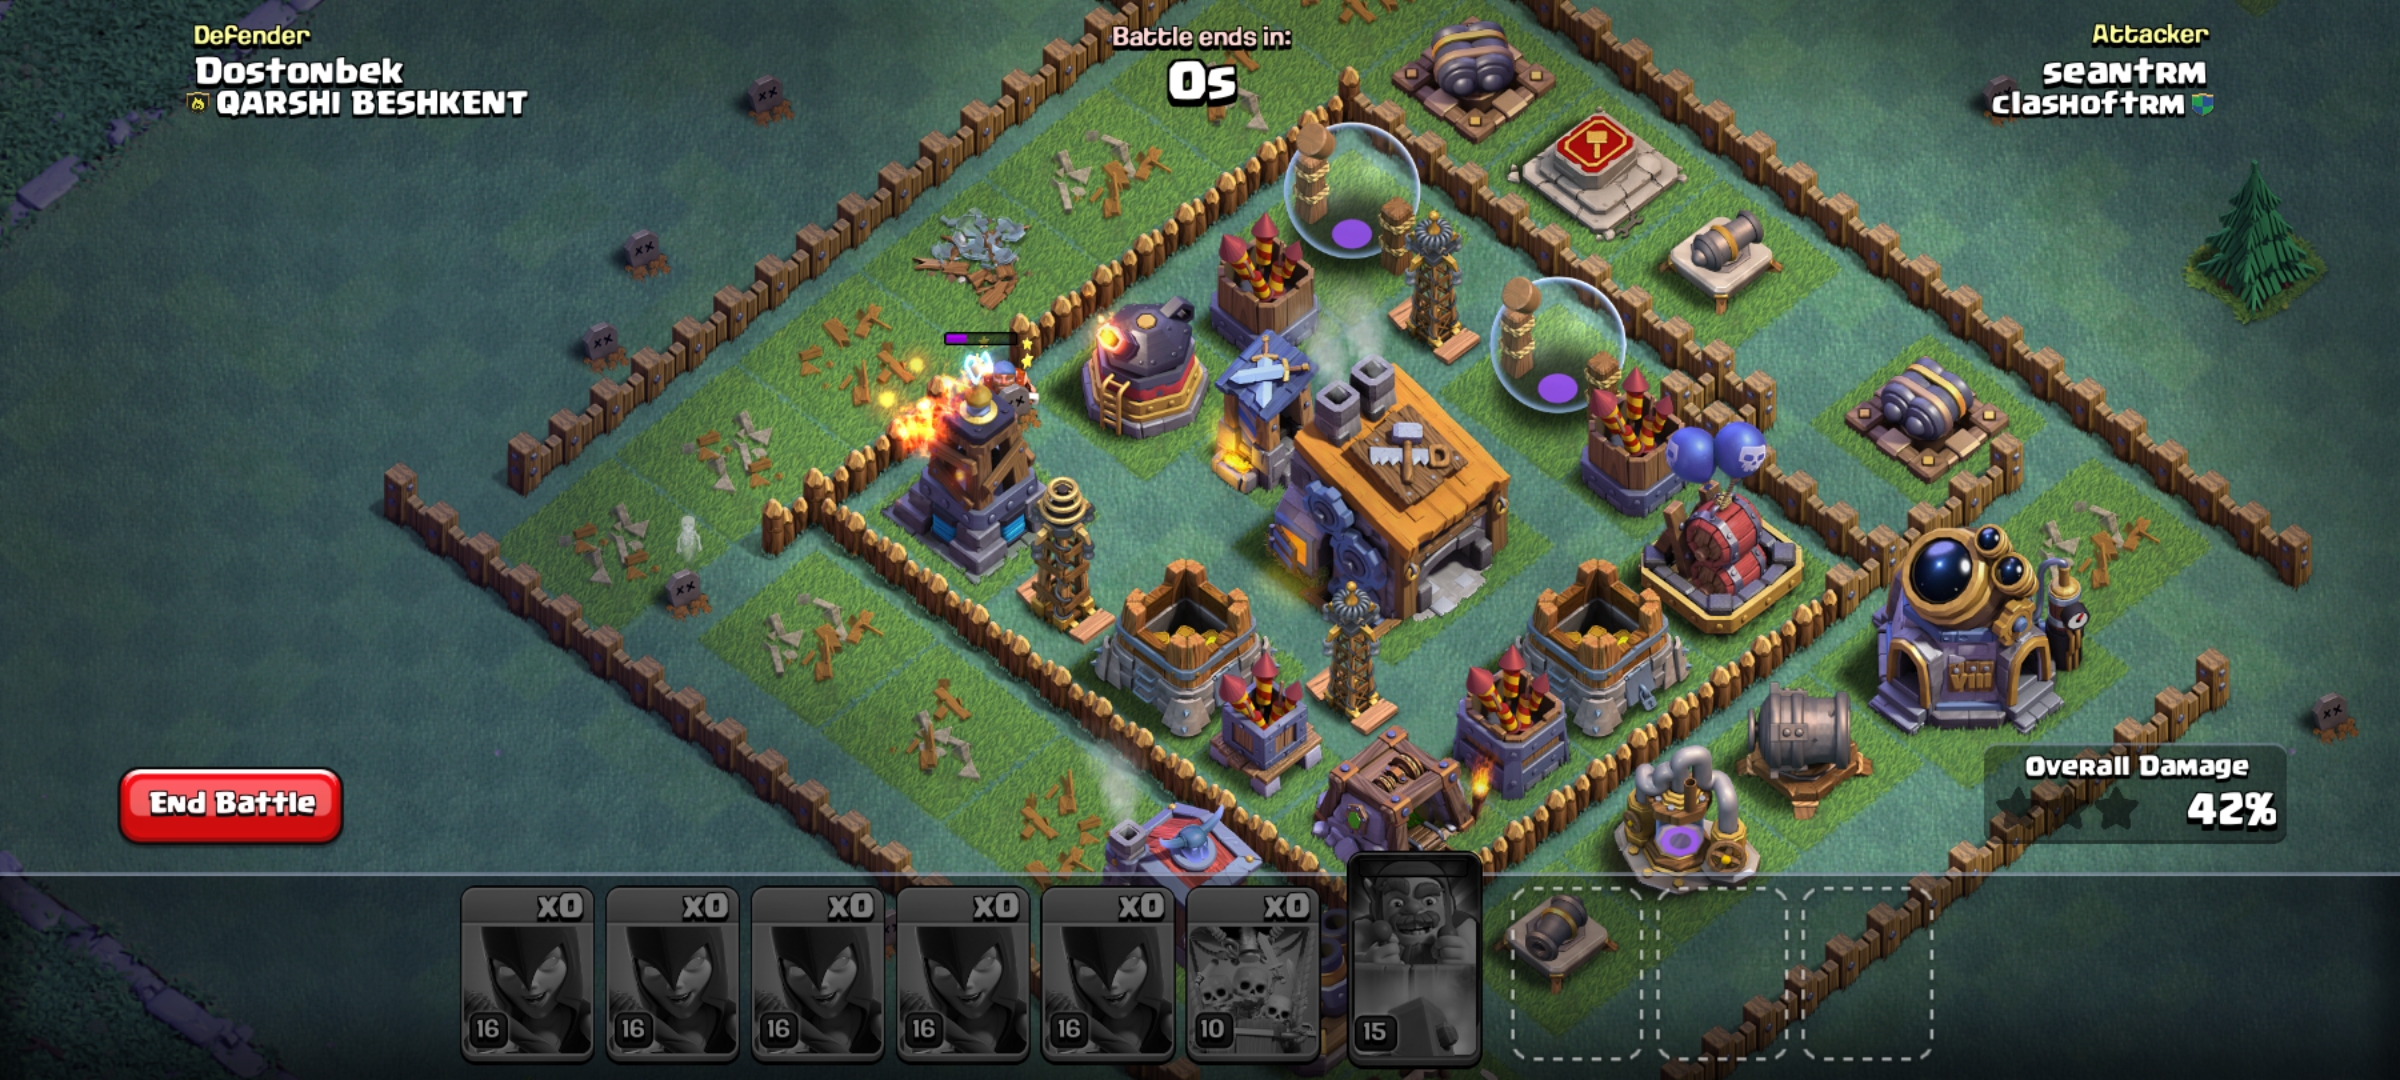 Defender
Dostonbek
QARSHI BESHKENT
Battle ends in:
0s
Attacker
seantRM
clashoftRM
VIII
End Battle
Overall Damage
42%
x0
x0
x0
x0
x0
x0
16
16
16
16
16
10
15